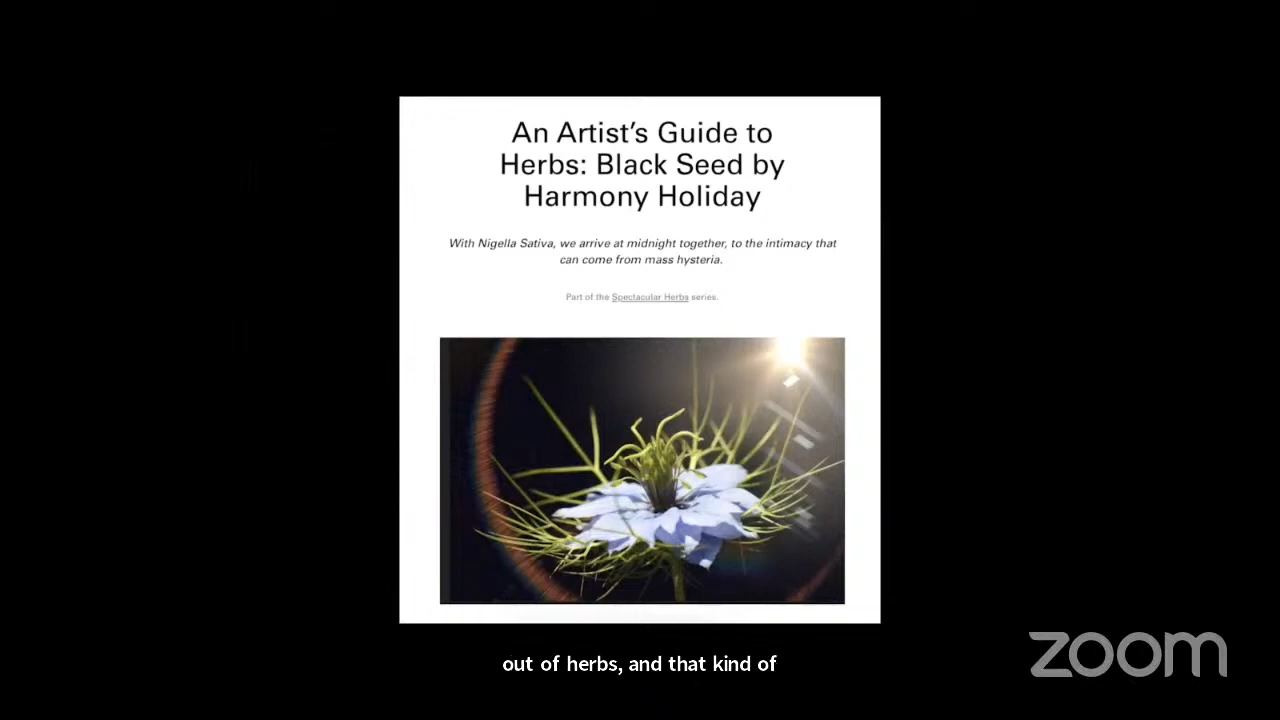 An Artist’s Guide to
Herbs: Black Seed by
Harmony Holiday
With Nigella Sativa, we arrive at midnight together, to the intimacy that
can come from mass hysteria.
Part of the Spectacular Herbs series.
out of herbs, and that kind of
zoom